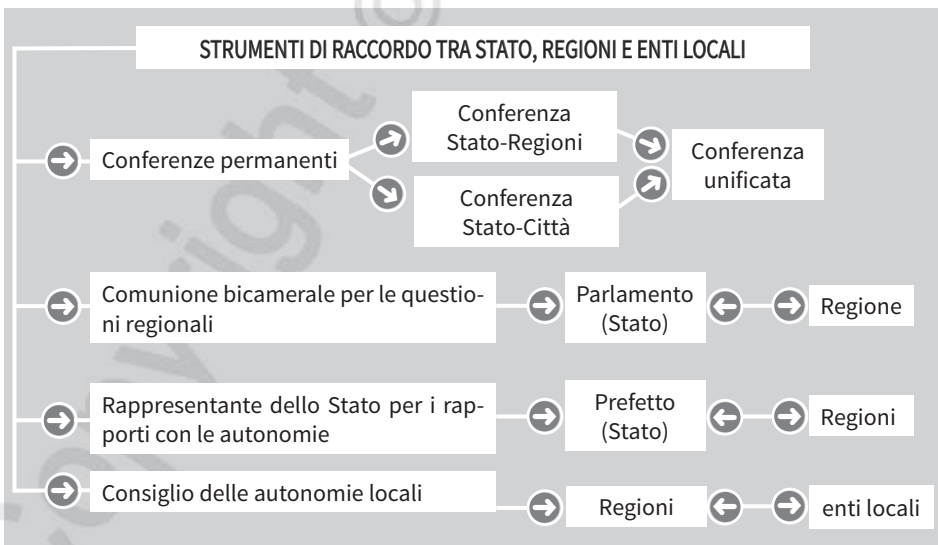 STRUMENTI DI RACCORDO TRA STATO, REGIONI E ENTI LOCALI
Conferenze permanenti
Conferenza
Stato-Regioni
Conferenza
Stato-Città
Conferenza
unificata
Comunione bicamerale per le questio-
ni regionali
Parlamento
(Stato)
Regione
Rappresentante dello Stato per i rap-
porti con le autonomie
Prefetto
(Stato)
Regioni
Consiglio delle autonomie locali
Regioni
enti locali
Copyright ©